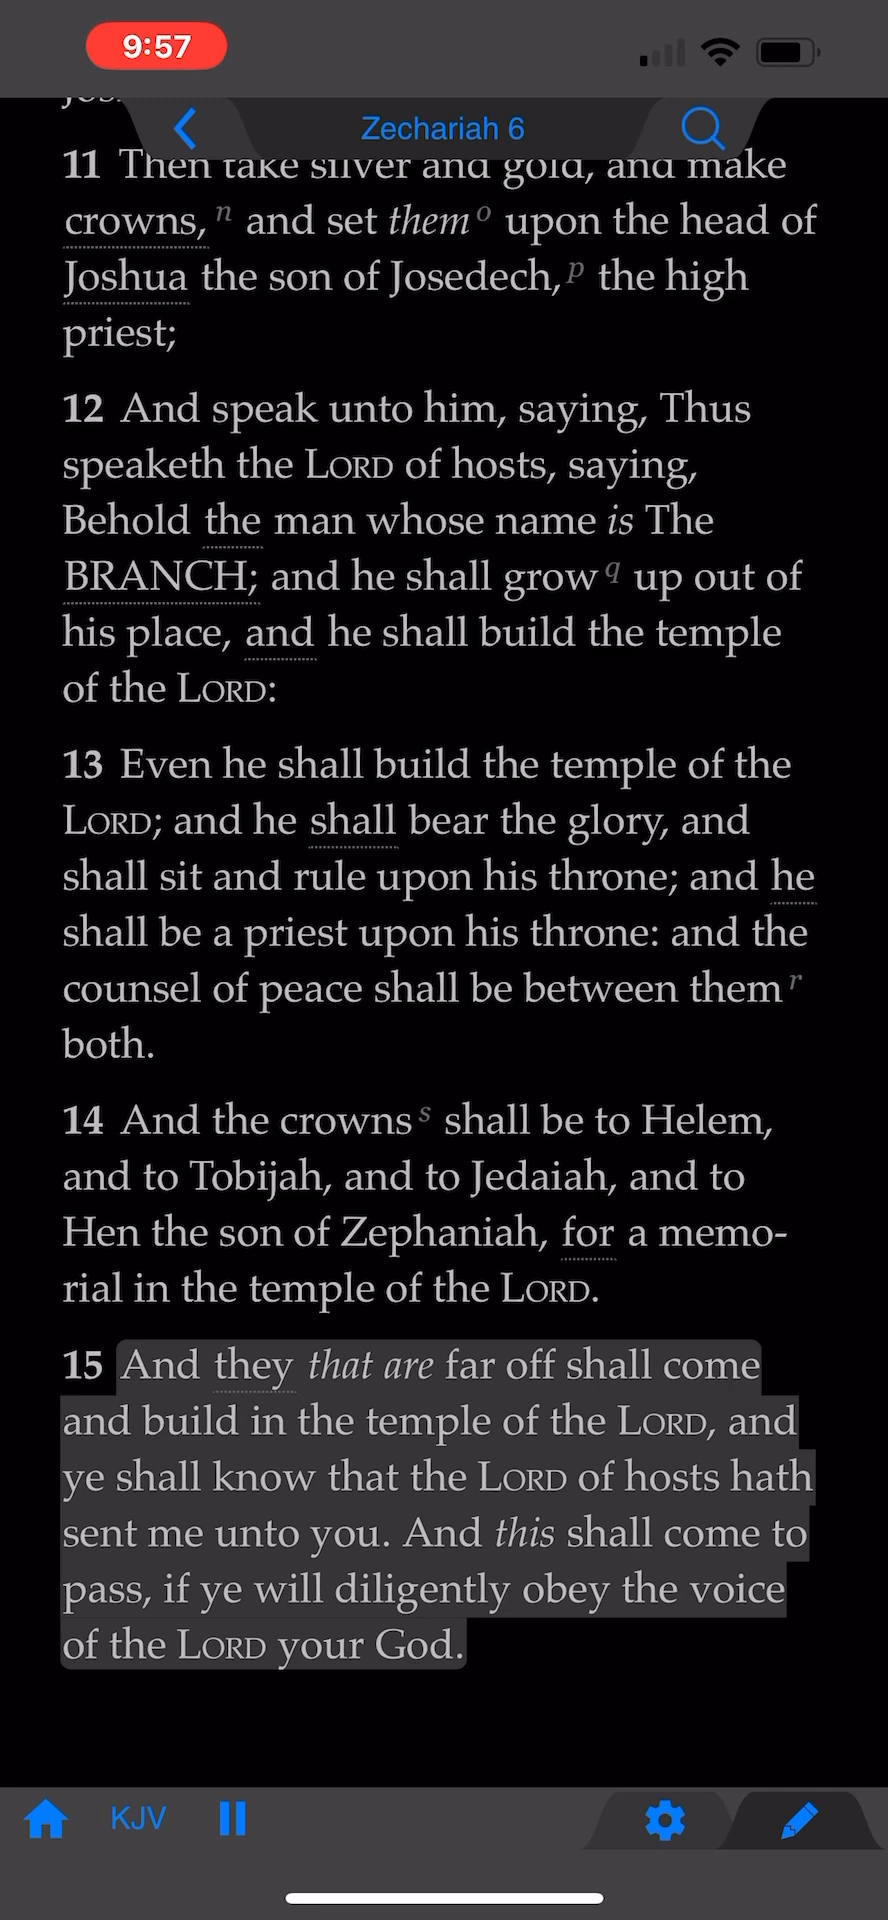 9:57
Zechariah 6
11 Then take silver and gold, and make
crowns, n and set them o upon the head of
Joshua the son of Josedech, p the high
priest;
12 And speak unto him, saying, Thus
speaketh the LORD of hosts, saying,
Behold the man whose name is The
BRANCH; and he shall grow q up out of
his place, and he shall build the temple
of the LORD:
13 Even he shall build the temple of the
LORD; and he shall bear the glory, and
shall sit and rule upon his throne; and he
shall be a priest upon his throne: and the
counsel of peace shall be between them r
both.
14 And the crowns s shall be to Helem,
and to Tobijah, and to Jedaiah, and to
Hen the son of Zephaniah, for a memo-
rial in the temple of the LORD.
15 And they that are far off shall come
and build in the temple of the LORD, and
ye shall know that the LORD of hosts hath
sent me unto you. And this shall come to
pass, if ye will diligently obey the voice
of the LORD your God.
KJV